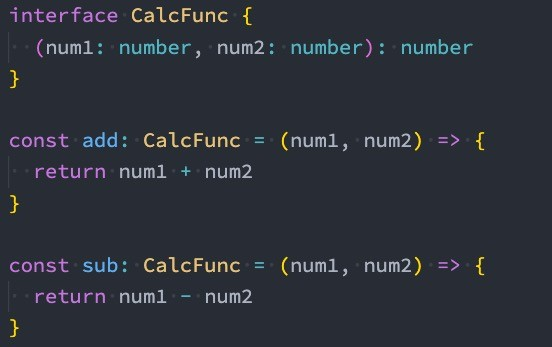 interface CalcFunc {
  (num1: number, num2: number): number
}
const add: CalcFunc = (num1, num2) => {
  return num1 + num2
}
const sub: CalcFunc = (num1, num2) => {
  return num1 - num2
}